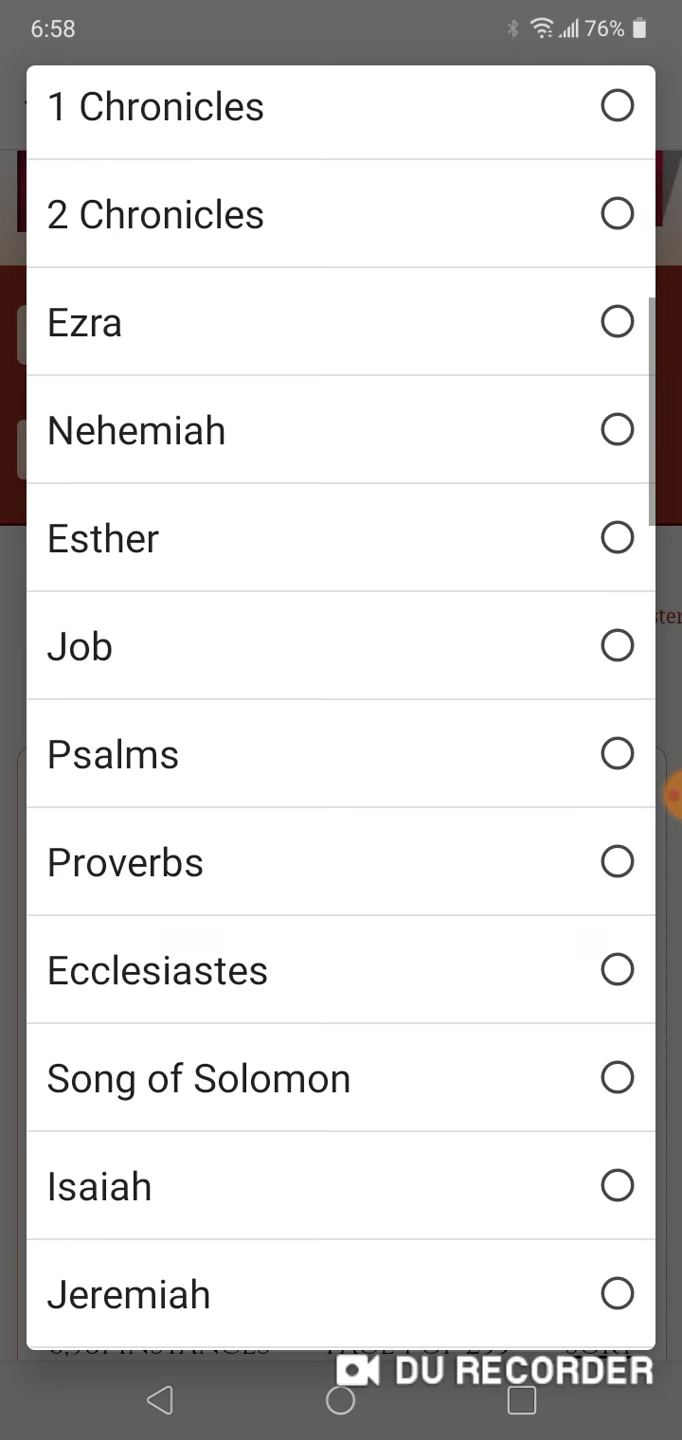 6:58
76%
1 Chronicles
2 Chronicles
Ezra
Nehemiah
Esther
Job
Psalms
Proverbs
Ecclesiastes
Song of Solomon
Isaiah
Jeremiah
DU RECORDER